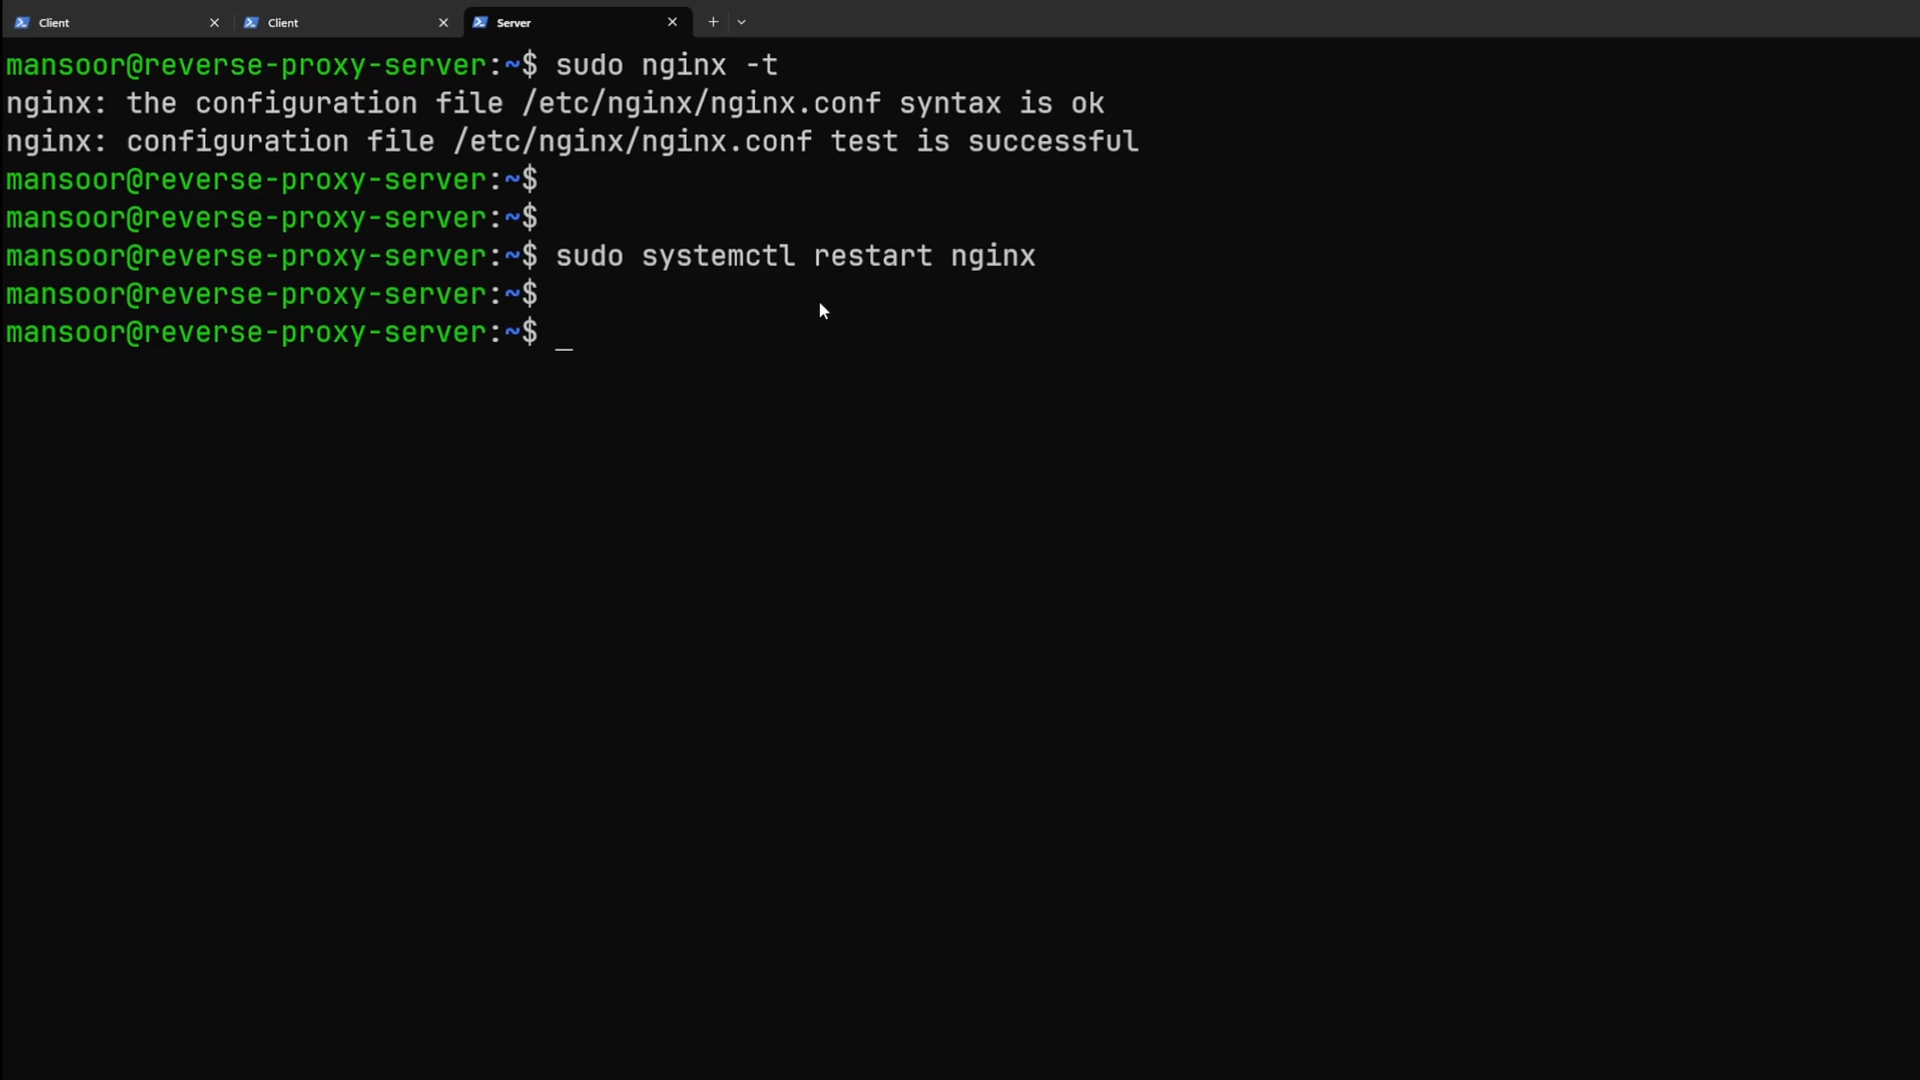 Client Client Server
mansoor@reverse-proxy-server:~$ sudo nginx -t
nginx: the configuration file /etc/nginx/nginx.conf syntax is ok
nginx: configuration file /etc/nginx/nginx.conf test is successful
mansoor@reverse-proxy-server:~$
mansoor@reverse-proxy-server:~$
mansoor@reverse-proxy-server:~$ sudo systemctl restart nginx
mansoor@reverse-proxy-server:~$
mansoor@reverse-proxy-server:~$ _